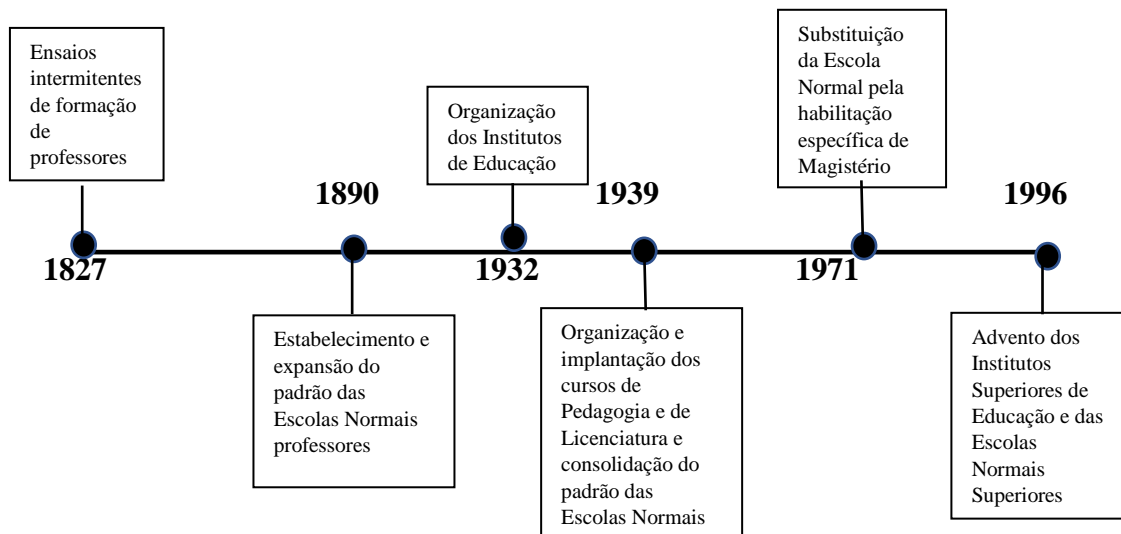 Ensaios
intermitentes
de formação
de
professores
1827
1890
Estabelecimento e
expansão do
padrão das
Escolas Normais
professores
Organização
dos Institutos
de Educação
1932
1939
Organização e
implantação dos
cursos de
Pedagogia e de
Licenciatura e
consolidação do
padrão das
Escolas Normais
Substituição
da Escola
Normal pela
habilitação
específica de
Magistério
1971
1996
Advento dos
Institutos
Superiores de
Educação e das
Escolas
Normais
Superiores